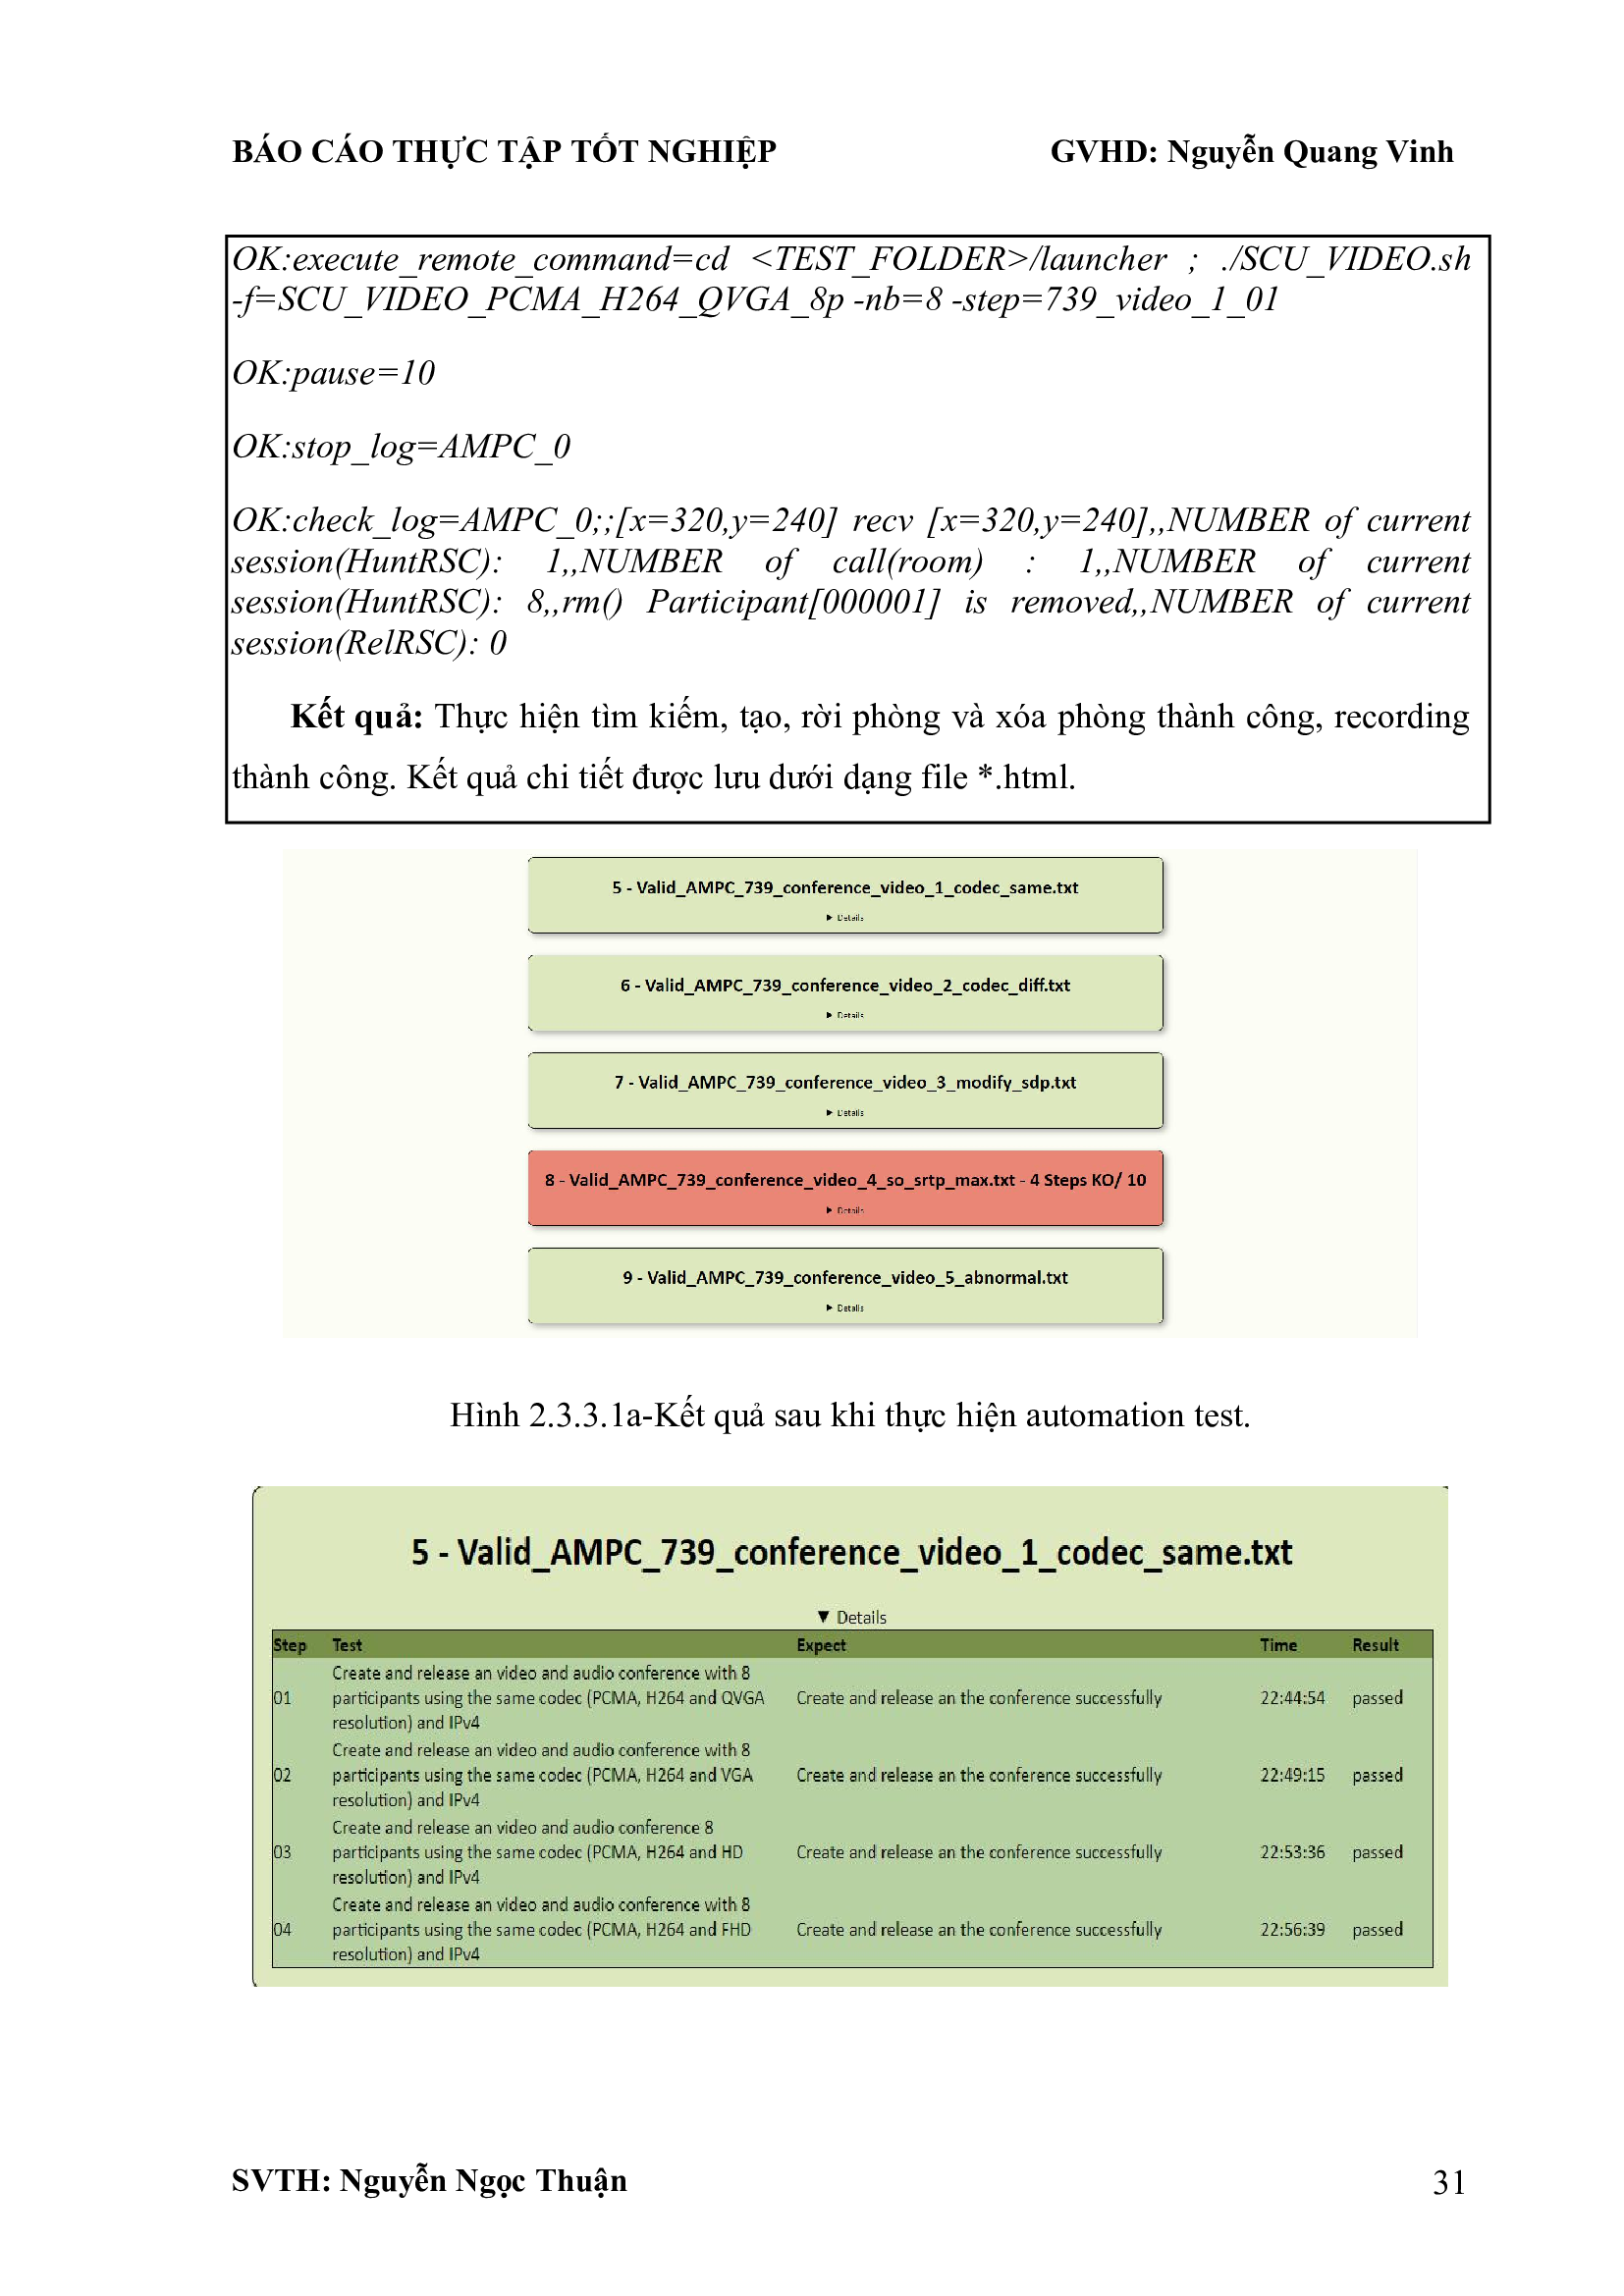 BÁO CÁO THỰC TẬP TỐT NGHIỆP GVHD: Nguyễn Quang Vinh
OK:execute_remote_command=cd <TEST_FOLDER>/launcher ; ./SCU_VIDEO.sh
-f=SCU_VIDEO_PCMA_H264_QVGA_8p -nb=8 -step=739_video_1_01
OK:pause=10
OK:stop_log=AMPC_0
OK:check_log=AMPC_0;;[x=320,y=240] recv [x=320,y=240],,NUMBER of current
session(HuntRSC): 1,,NUMBER of call(room) : 1,,NUMBER of current
session(HuntRSC): 8,,rm() Participant[000001] is removed,,NUMBER of current
session(RelRSC): 0
Kết quả: Thực hiện tìm kiếm, tạo, rời phòng và xóa phòng thành công, recording
thành công. Kết quả chi tiết được lưu dưới dạng file *.html.
5 - Valid_AMPC_739_conference_video_1_codec_same.txt
▶ Details
6 - Valid_AMPC_739_conference_video_2_codec_diff.txt
▶ Details
7 - Valid_AMPC_739_conference_video_3_modify_sdp.txt
▶ Details
8 - Valid_AMPC_739_conference_video_4_so_srtp_max.txt - 4 Steps KO/ 10
▶ Details
9 - Valid_AMPC_739_conference_video_5_abnormal.txt
▶ Details
Hình 2.3.3.1a-Kết quả sau khi thực hiện automation test.
5 - Valid_AMPC_739_conference_video_1_codec_same.txt
▼ Details
Step Test Expect Time Result
Create and release an video and audio conference with 8
01 participants using the same codec (PCMA, H264 and QVGA Create and release an the conference successfully 22:44:54 passed
resolution) and IPv4
Create and release an video and audio conference with 8
02 participants using the same codec (PCMA, H264 and VGA Create and release an the conference successfully 22:49:15 passed
resolution) and IPv4
Create and release an video and audio conference 8
03 participants using the same codec (PCMA, H264 and HD Create and release an the conference successfully 22:53:36 passed
resolution) and IPv4
Create and release an video and audio conference with 8
04 participants using the same codec (PCMA, H264 and FHD Create and release an the conference successfully 22:56:39 passed
resolution) and IPv4
SVTH: Nguyễn Ngọc Thuận 31